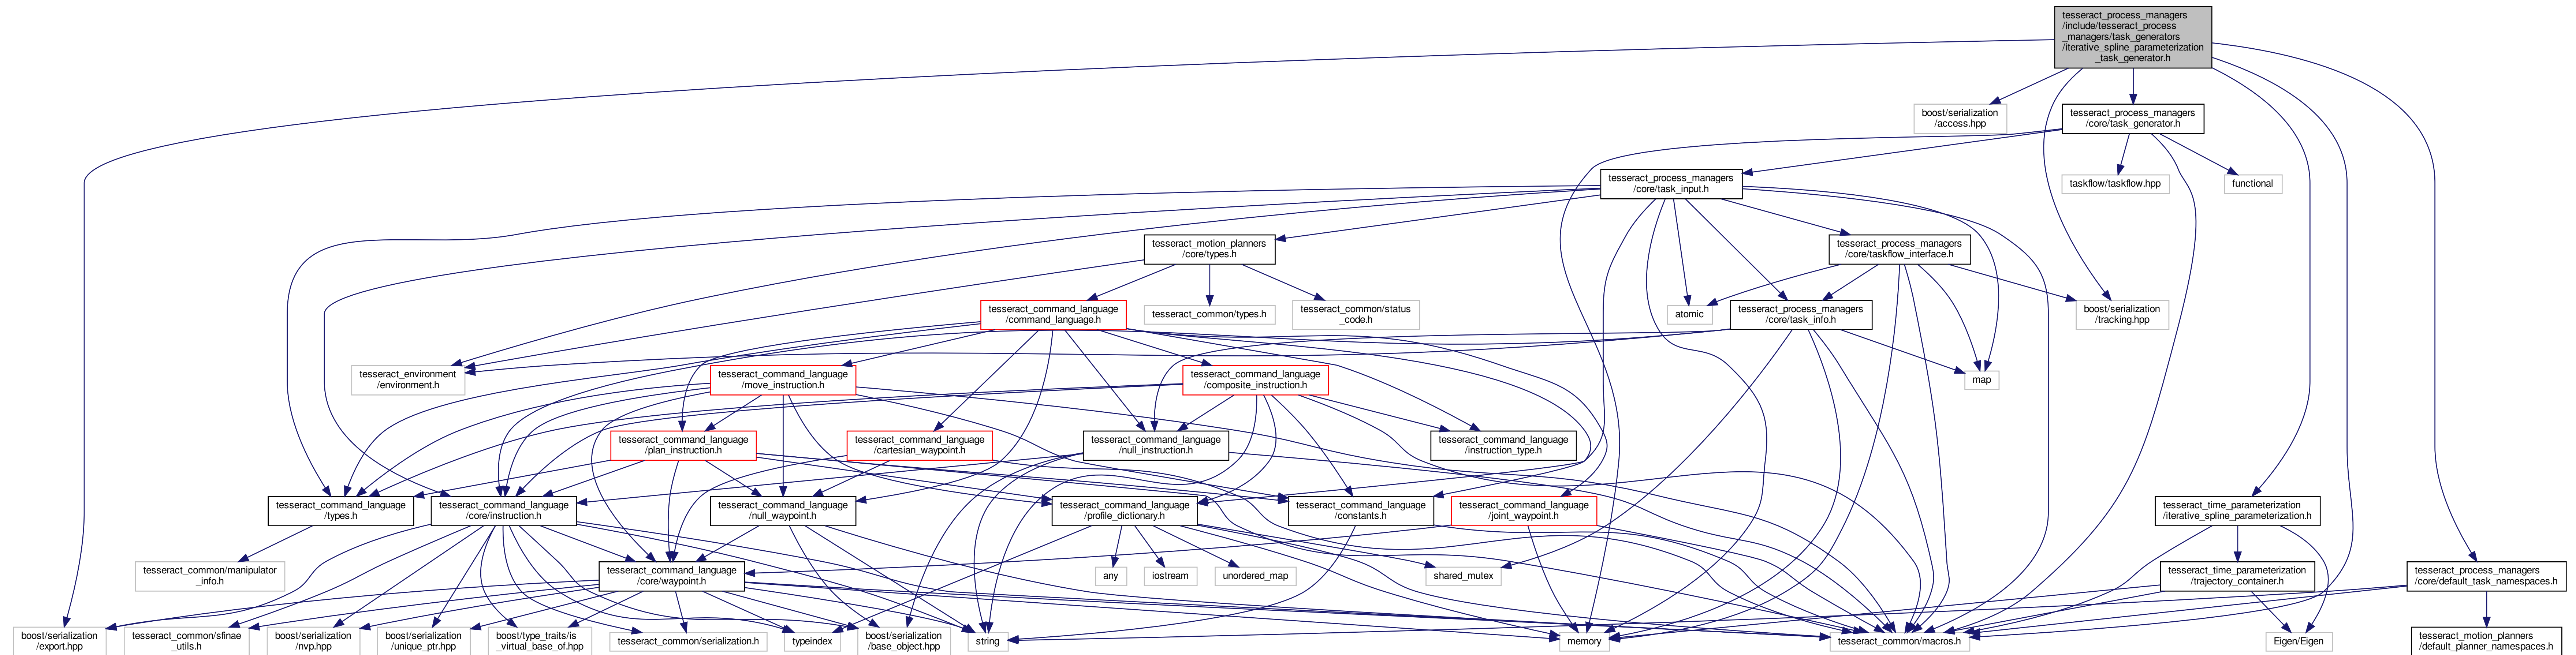 tesseract_process_managers
/include/tesseract_process
_managers/task_generators
/iterative_spline_parameterization
_task_generator.h
boost/serialization
/access.hpp
tesseract_process_managers
/core/task_generator.h
tesseract_process_managers
/core/task_input.h
taskflow/taskflow.hpp
functional
tesseract_motion_planners
/core/types.h
tesseract_process_managers
/core/taskflow_interface.h
tesseract_command_language
/command_language.h
tesseract_common/types.h
tesseract_common/status
_code.h
atomic
tesseract_process_managers
/core/task_info.h
boost/serialization
/tracking.hpp
tesseract_environment
/environment.h
tesseract_command_language
/move_instruction.h
tesseract_command_language
/composite_instruction.h
map
tesseract_command_language
/plan_instruction.h
tesseract_command_language
/cartesian_waypoint.h
tesseract_command_language
/null_instruction.h
tesseract_command_language
/instruction_type.h
tesseract_command_language
/types.h
tesseract_command_language
/core/instruction.h
tesseract_command_language
/null_waypoint.h
tesseract_command_language
/profile_dictionary.h
tesseract_command_language
/constants.h
tesseract_command_language
/joint_waypoint.h
tesseract_time_parameterization
/iterative_spline_parameterization.h
tesseract_common/manipulator
_info.h
tesseract_command_language
/core/waypoint.h
any
iostream
unordered_map
shared_mutex
tesseract_time_parameterization
/trajectory_container.h
tesseract_process_managers
/core/default_task_namespaces.h
boost/serialization
/export.hpp
tesseract_common/sfinae
_utils.h
boost/serialization
/nvp.hpp
boost/serialization
/unique_ptr.hpp
boost/type_traits/is
_virtual_base_of.hpp
tesseract_common/serialization.h
typeindex
boost/serialization
/base_object.hpp
string
memory
tesseract_common/macros.h
Eigen/Eigen
tesseract_motion_planners
/default_planner_namespaces.h